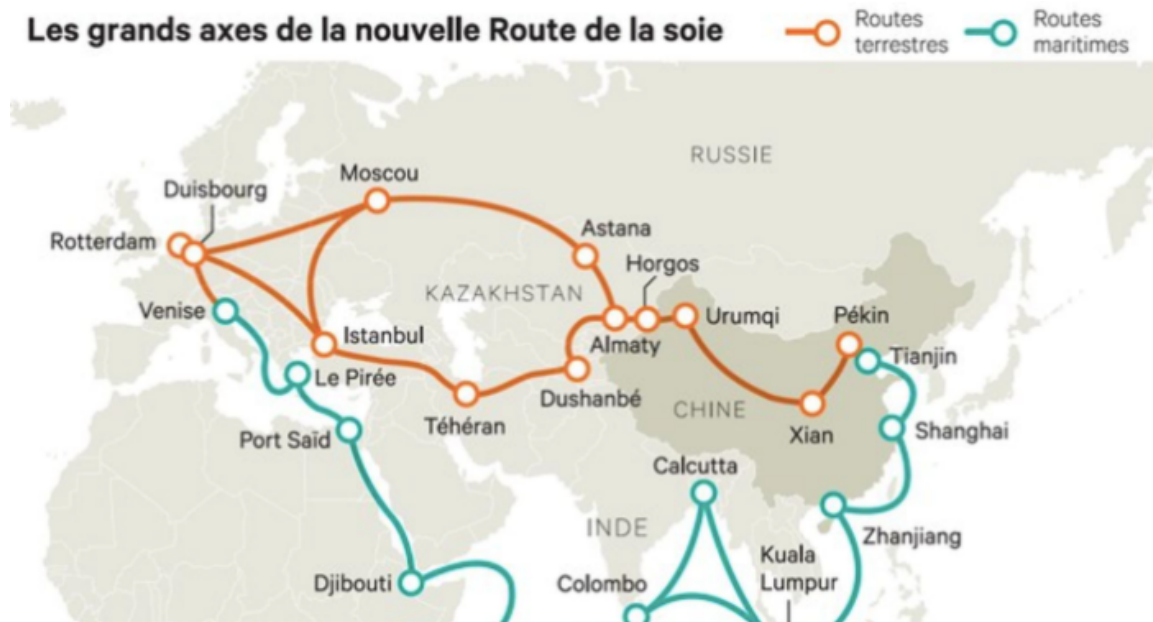 Les grands axes de la nouvelle Route de la soie
Routes
terrestres
Routes
maritimes
RUSSIE
Moscou
Duisbourg
Rotterdam
Astana
Horgos
KAZAKHSTAN
Venise
Urumqi
Pékin
Istanbul
Almaty
Tianjin
Le Pirée
Dushanbé
CHINE
Téhéran
Xian
Shanghai
Port Saïd
Calcutta
INDE
Zhanjiang
Kuala
Lumpur
Djibouti
Colombo